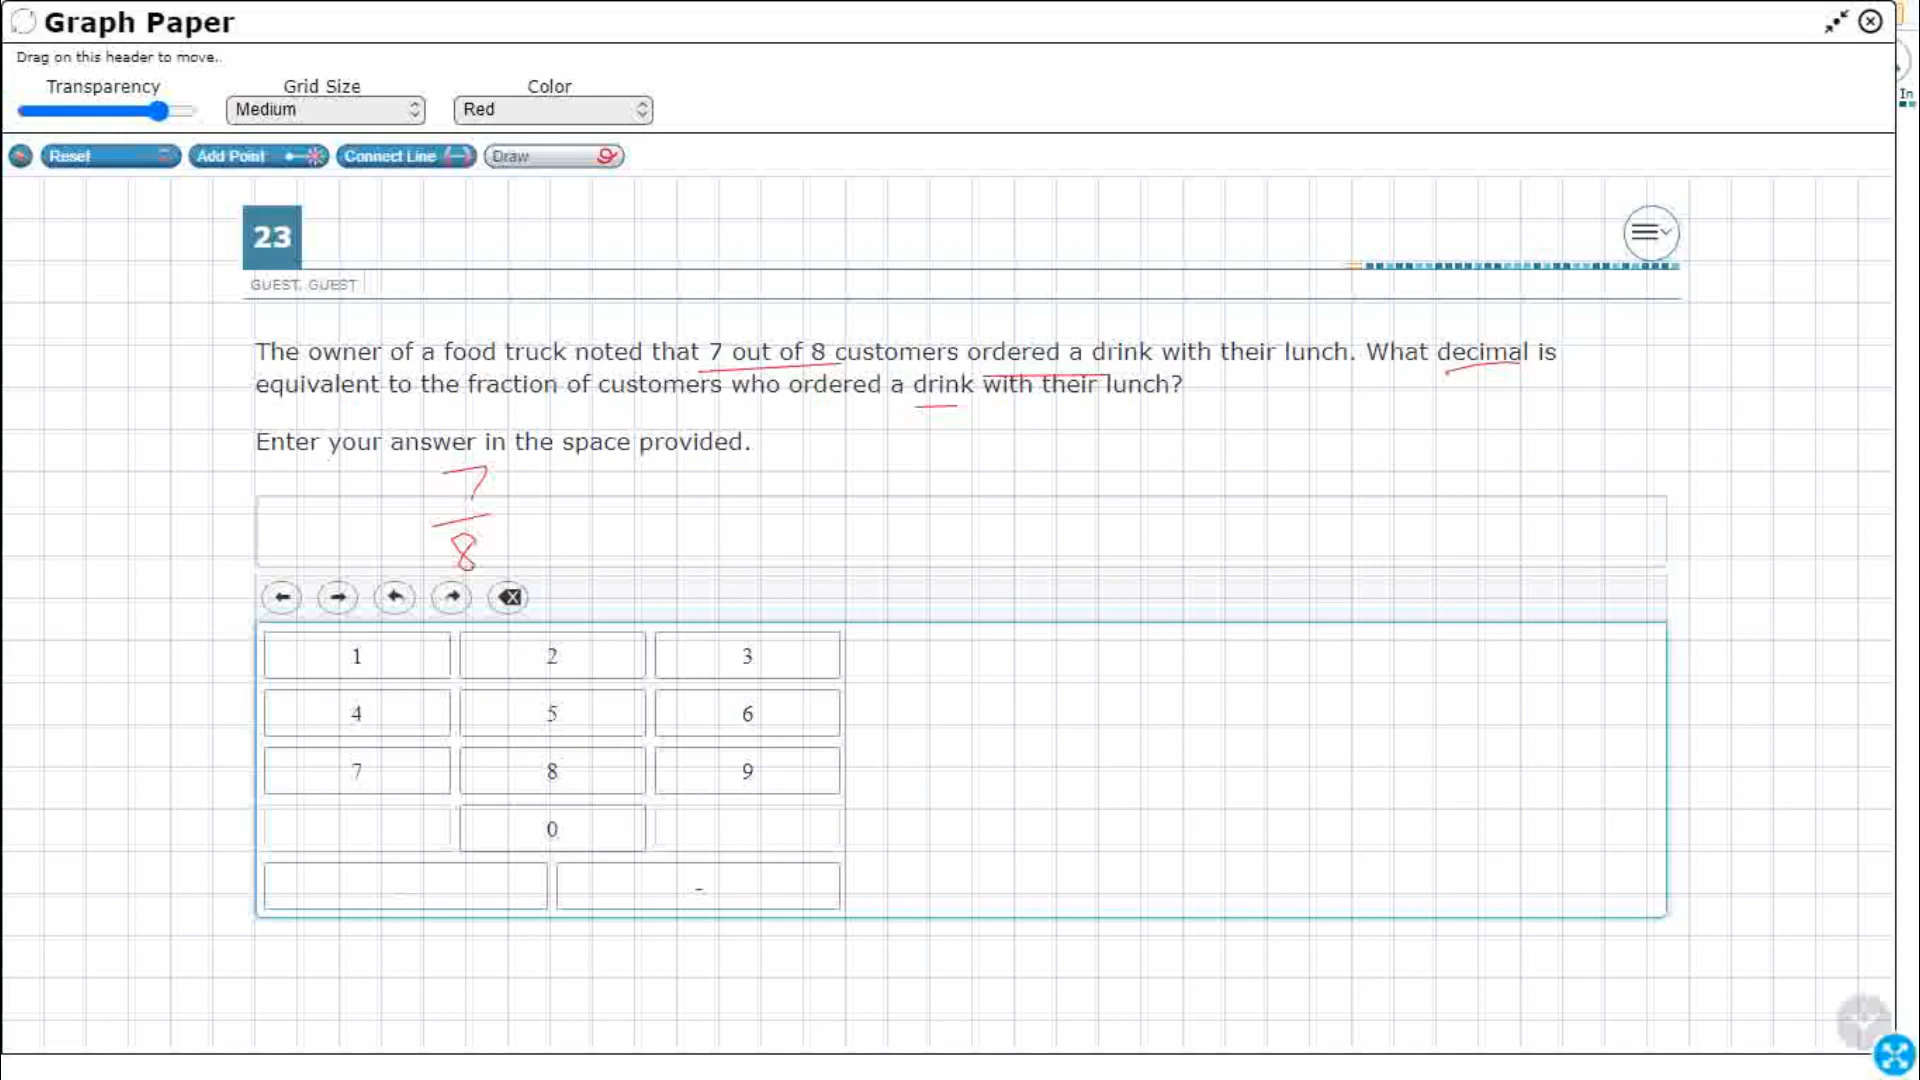 Graph Paper
Drag on this header to move..
Transparency Grid Size Color
Medium Red
Reset Add Point Connect Line Draw
In
23
GUEST, GUEST
The owner of a food truck noted that 7 out of 8 customers ordered a drink with their lunch. What decimal is
equivalent to the fraction of customers who ordered a drink with their lunch?
Enter your answer in the space provided.
7
8
1 2 3
4 5 6
7 8 9
0
-